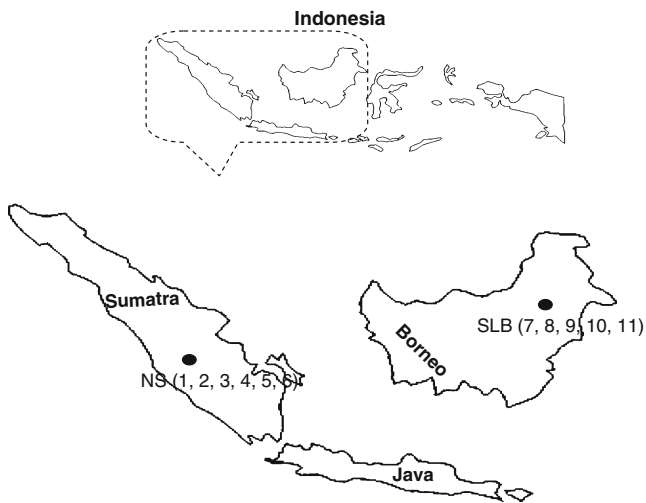 Indonesia
Sumatra
SLB (7, 8, 9, 10, 11)
Borneo
NS (1, 2, 3, 4, 5, 6)
Java